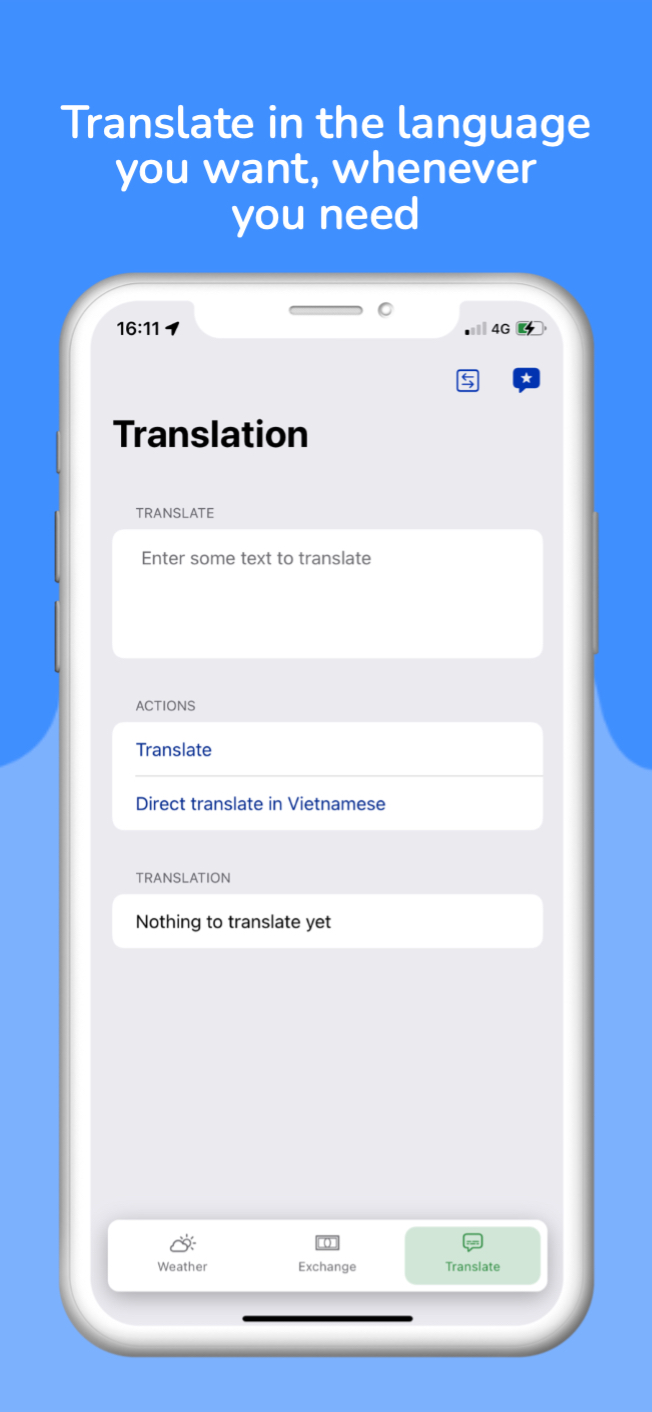 Translate in the language
you want, whenever
you need
16:11
4G
Translation
TRANSLATE
Enter some text to translate
ACTIONS
Translate
Direct translate in Vietnamese
TRANSLATION
Nothing to translate yet
Weather
Exchange
Translate